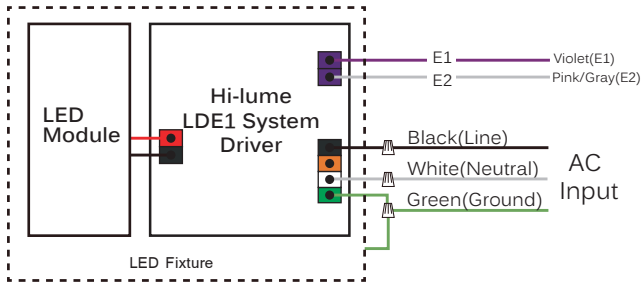 LED
Module
Hi-lume
LDE1 System
Driver
E1
Violet(E1)
E2
Pink/Gray(E2)
Black(Line)
White(Neutral)
Green(Ground)
AC
Input
LED Fixture